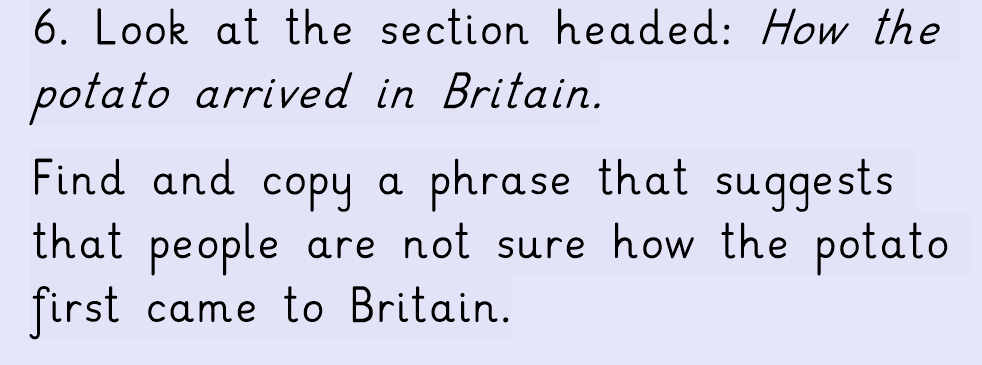 6. Look at the section headed: How the
potato arrived in Britain.
Find and copy a phrase that suggests
that people are not sure how the potato
first came to Britain.